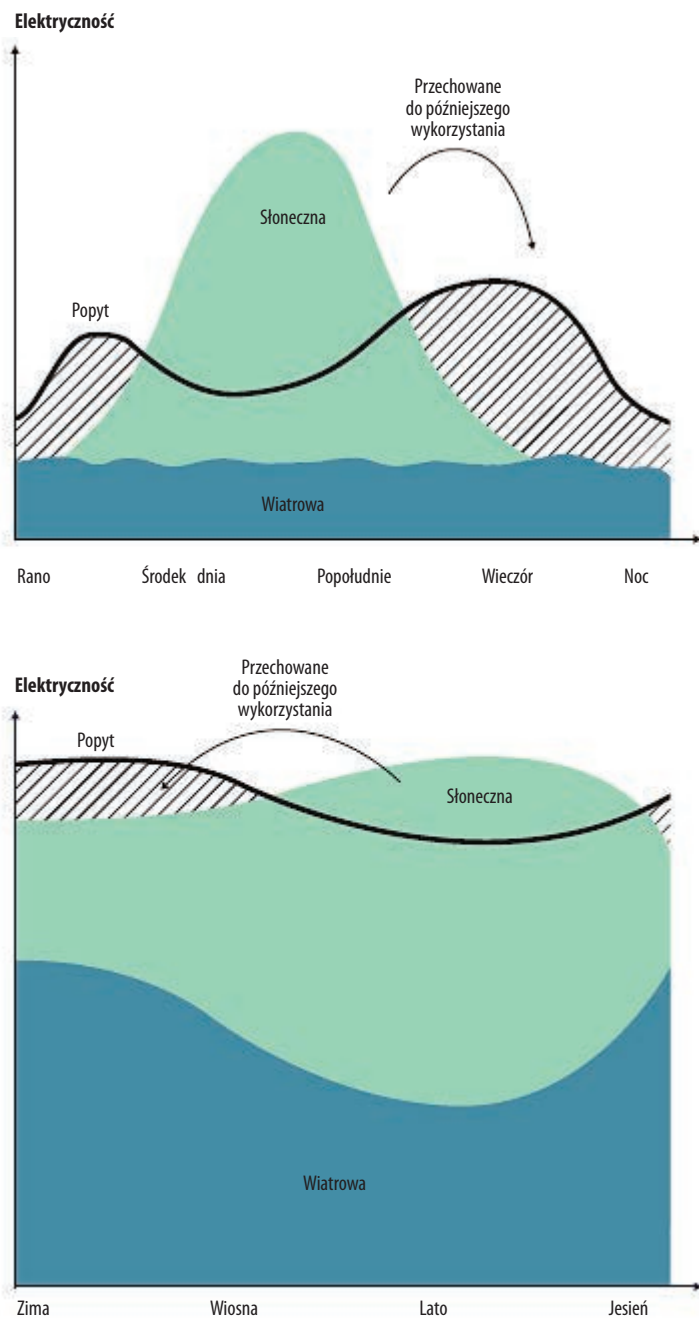 Elektryczność
Przechowane
do późniejszego
wykorzystania
Słoneczna
Popyt
Wiatrowa
Rano Środek dnia Popołudnie Wieczór Noc
Elektryczność
Przechowane
do późniejszego
wykorzystania
Popyt
Słoneczna
Wiatrowa
Zima Wiosna Lato Jesień